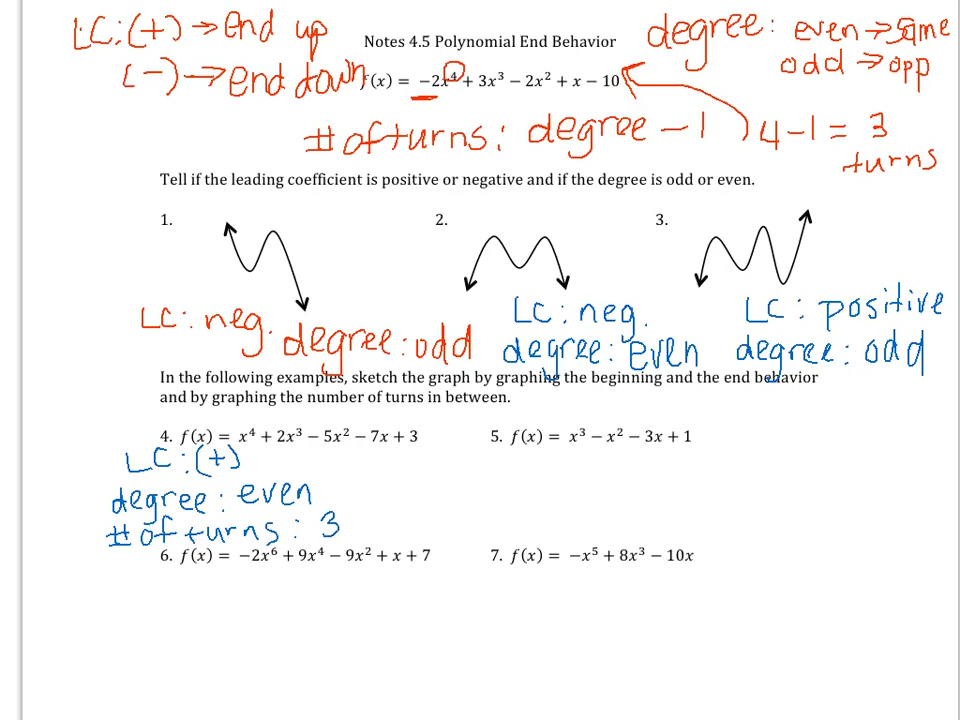 LC: (+) → end up
degree: even → same
Notes 4.5 Polynomial End Behavior
(-) → end down
odd → opp
f(x) = −2x⁴ + 3x³ − 2x² + x − 10
# of turns: degree - 1
4 - 1 = 3
turns
Tell if the leading coefficient is positive or negative and if the degree is odd or even.
1.
2.
3.
LC: neg.
degree: odd
LC: neg.
degree: even
LC: positive
degree: odd
In the following examples, sketch the graph by graphing the beginning and the end behavior
and by graphing the number of turns in between.
4. f(x) = x⁴ + 2x³ − 5x² − 7x + 3
5. f(x) = x³ − x² − 3x + 1
LC: (+)
degree: even
# of turns: 3
6. f(x) = −2x⁶ + 9x⁴ − 9x² + x + 7
7. f(x) = −x⁵ + 8x³ − 10x